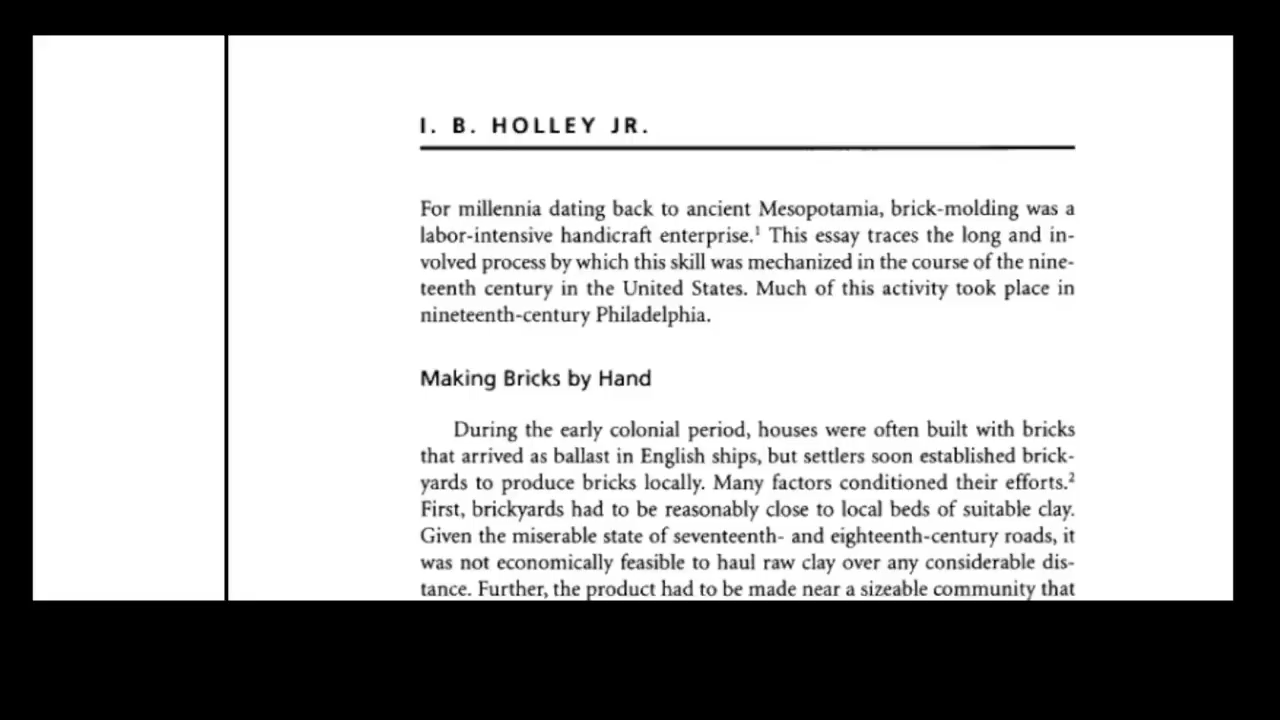 I. B. HOLLEY JR.
For millennia dating back to ancient Mesopotamia, brick-molding was a
labor-intensive handicraft enterprise.¹ This essay traces the long and in-
volved process by which this skill was mechanized in the course of the nine-
teenth century in the United States. Much of this activity took place in
nineteenth-century Philadelphia.
Making Bricks by Hand
During the early colonial period, houses were often built with bricks
that arrived as ballast in English ships, but settlers soon established brick-
yards to produce bricks locally. Many factors conditioned their efforts.²
First, brickyards had to be reasonably close to local beds of suitable clay.
Given the miserable state of seventeenth- and eighteenth-century roads, it
was not economically feasible to haul raw clay over any considerable dis-
tance. Further, the product had to be made near a sizeable community that